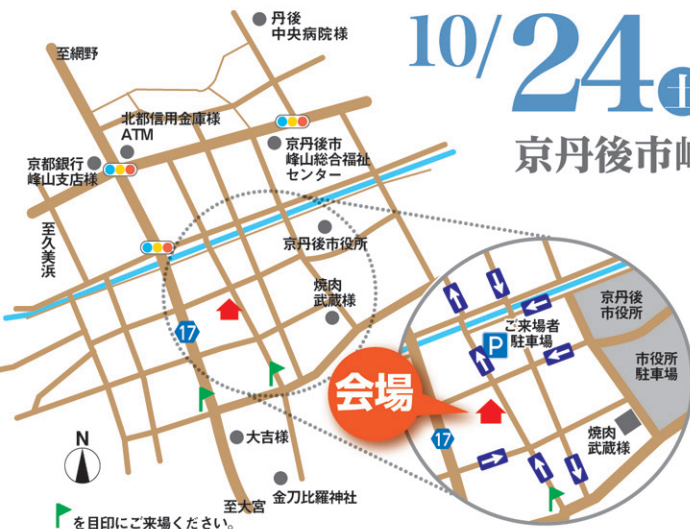 10/24土
京丹後市
丹後
中央病院様
至網野
北都信用金庫様
ATM
京都銀行
峰山支店様
京丹後市
峰山総合福祉
センター
至久美浜
京丹後市役所
焼肉
武蔵様
17
大吉様
金刀比羅神社
至大宮
N
を目印にご来場ください。
会場
P
ご来場者
駐車場
京丹後
市役所
市役所
駐車場
焼肉
武蔵様
17